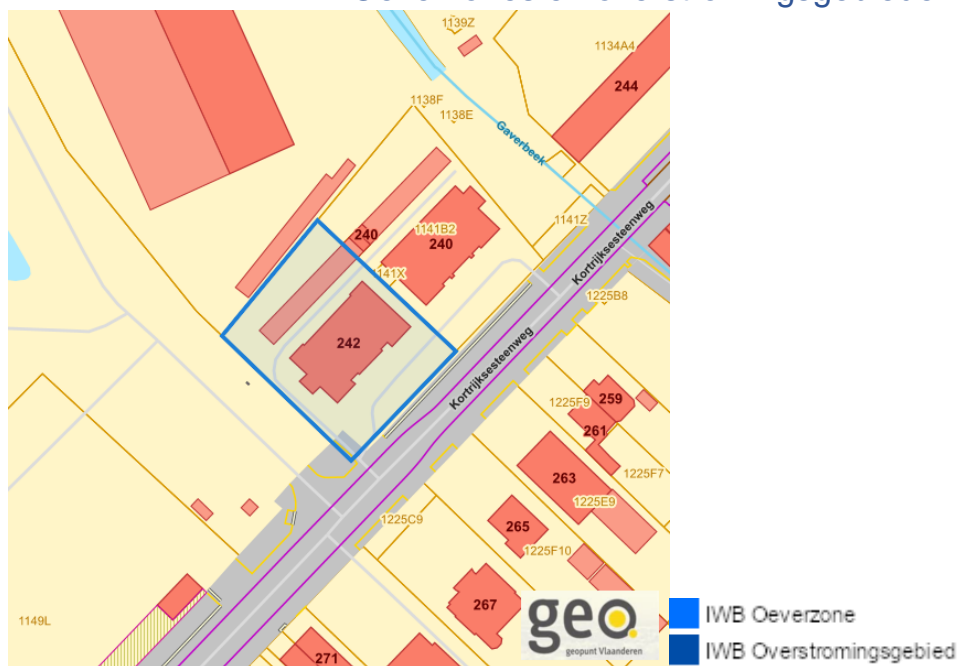 1139Z
1134A4
244
1138F
1138E
Gaverbeek
1141Z
1141B2
240
240
1141X
Kortrijksesteenweg
1225B8
242
Kortrijksesteenweg
1225F9
259
261
1225F7
263
1225E9
1225C9
265
1225F10
267
1149L
271
geo.
geopunt Vlaanderen
IWB Oeverzone
IWB Overstromingsgebied